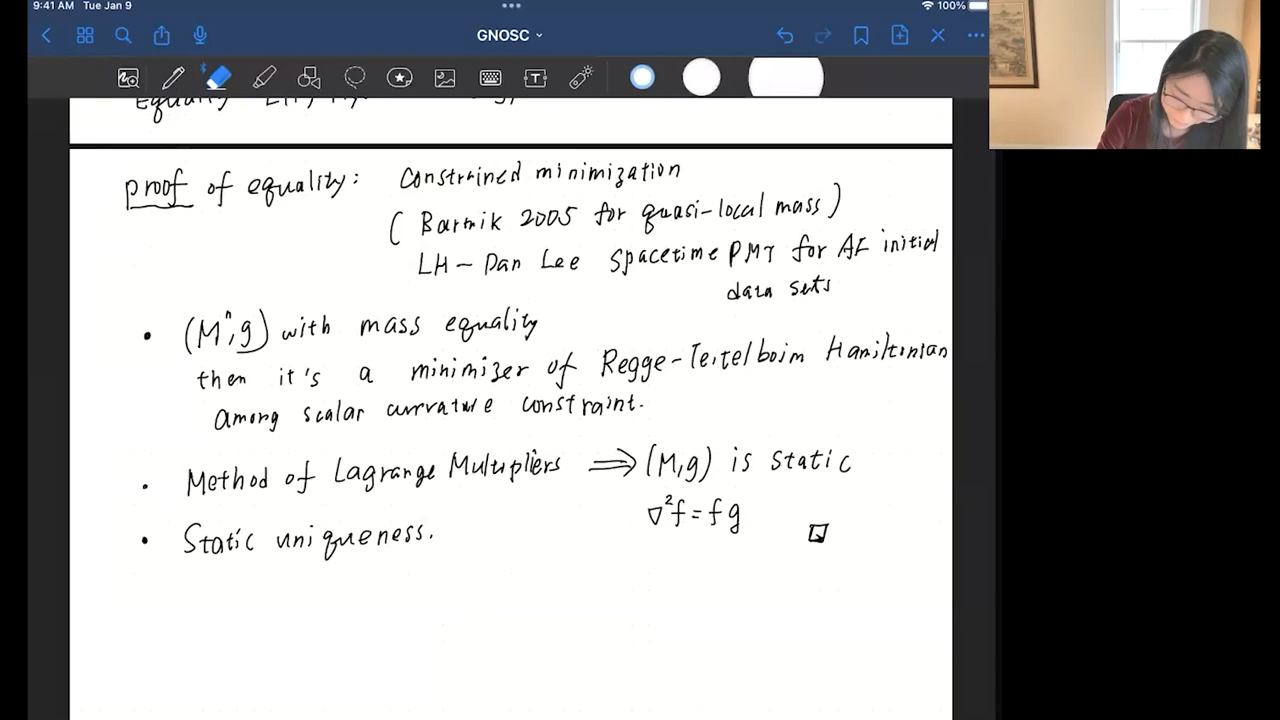 9:41 AM Tue Jan 9
100%
GNOSC
Equality
proof of equality: Constrained minimization
( Bartnik 2005 for quasi-local mass )
LH - Dan Lee spacetime PMT for AF initial
data sets
• (Mⁿ, g) with mass equality
then it's a minimizer of Regge-Teitelboim Hamiltonian
among scalar curvature constraint.
• Method of Lagrange Multipliers ⟹ (M, g) is static
∇²f = fg
• Static uniqueness.